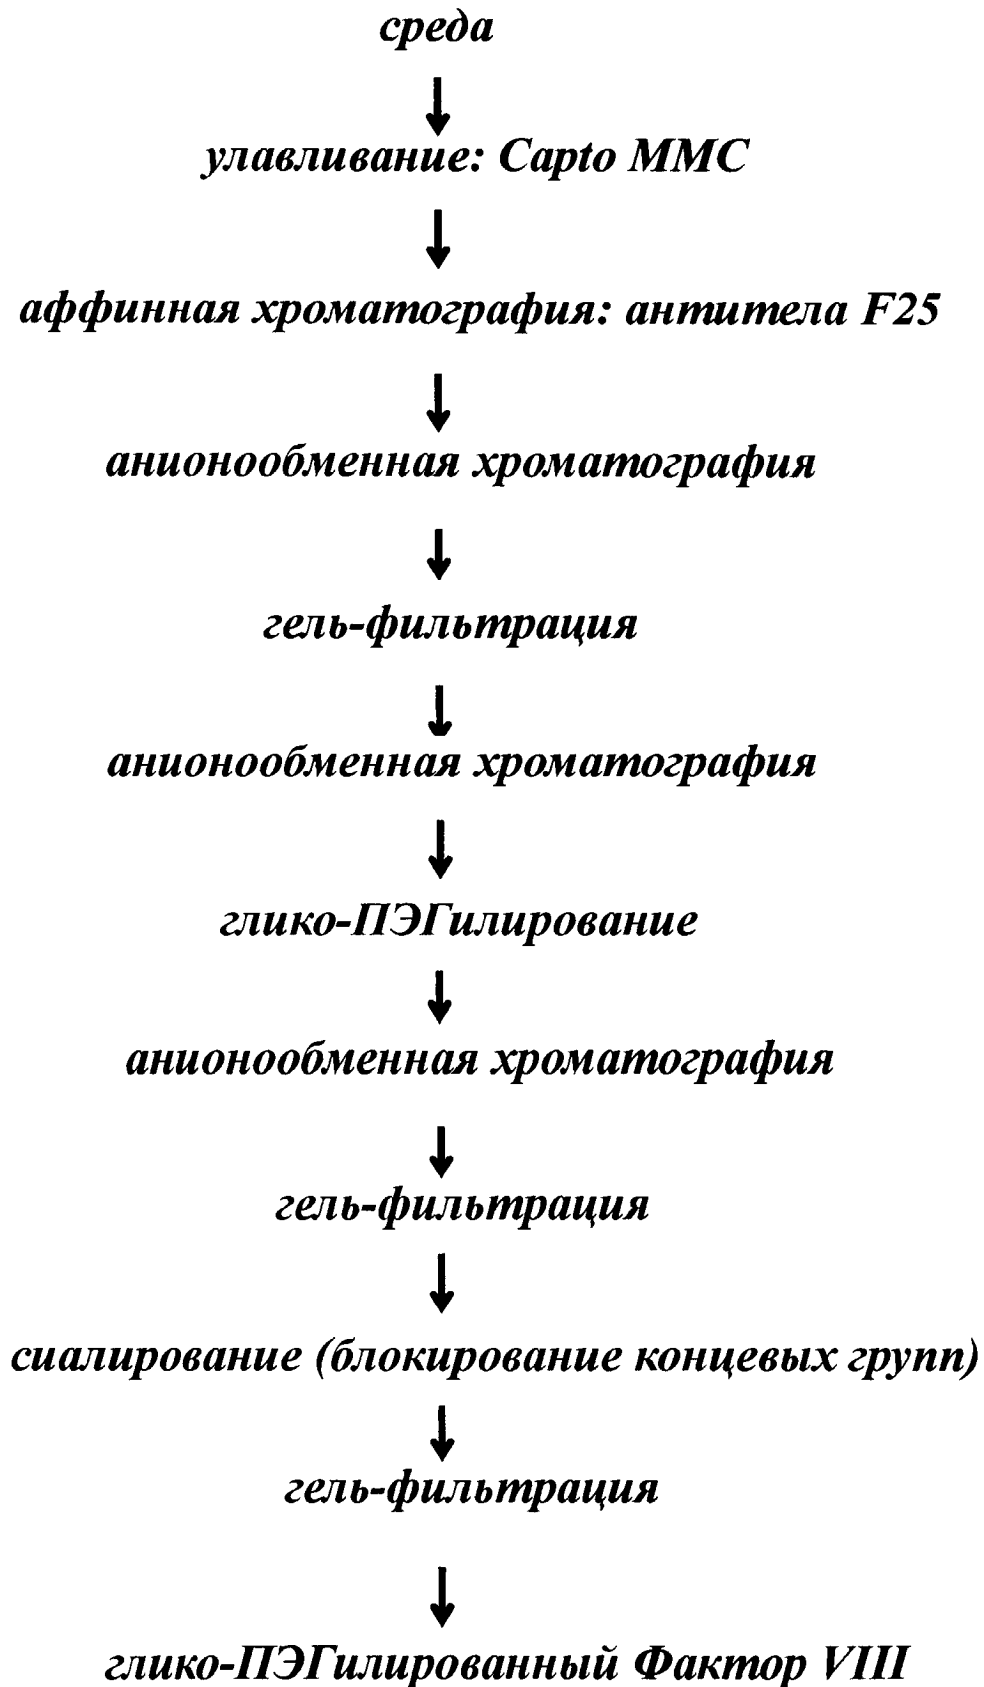 среда
улавливание: Capto MMC
аффинная хроматография: антитела F25
анионообменная хроматография
гель-фильтрация
анионообменная хроматография
глико-ПЭГилирование
анионообменная хроматография
гель-фильтрация
сиалирование (блокирование концевых групп)
гель-фильтрация
глико-ПЭГилированный Фактор VIII